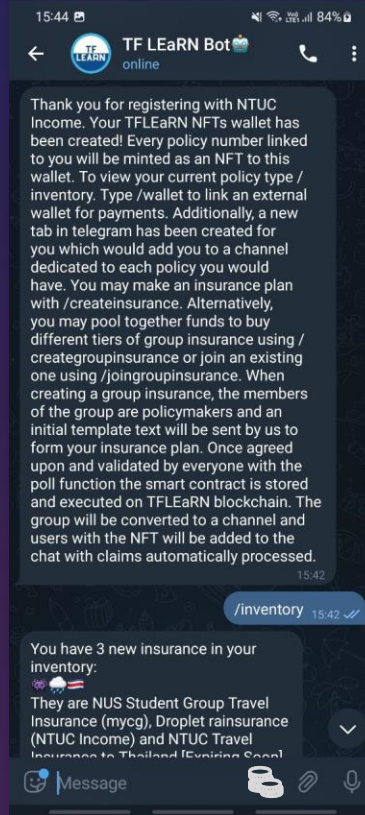 15:44 84%
TF LEARN
TF LEaRN Bot
online
Thank you for registering with NTUC
Income. Your TFLEaRN NFTs wallet has
been created! Every policy number linked
to you will be minted as an NFT to this
wallet. To view your current policy type /
inventory. Type /wallet to link an external
wallet for payments. Additionally, a new
tab in telegram has been created for
you which would add you to a channel
dedicated to each policy you would
have. You may make an insurance plan
with /createinsurance. Alternatively,
you may pool together funds to buy
different tiers of group insurance using /
creategroupinsurance or join an existing
one using /joingroupinsurance. When
creating a group insurance, the members
of the group are policymakers and an
initial template text will be sent by us to
form your insurance plan. Once agreed
upon and validated by everyone with the
poll function the smart contract is stored
and executed on TFLEaRN blockchain. The
group will be converted to a channel and
users with the NFT will be added to the
chat with claims automatically processed.
15:42
/inventory 15:42
You have 3 new insurance in your
inventory:
They are NUS Student Group Travel
Insurance (mycg), Droplet rainsurance
(NTUC Income) and NTUC Travel
Insurance to Thailand [Expiring Soon]
Message